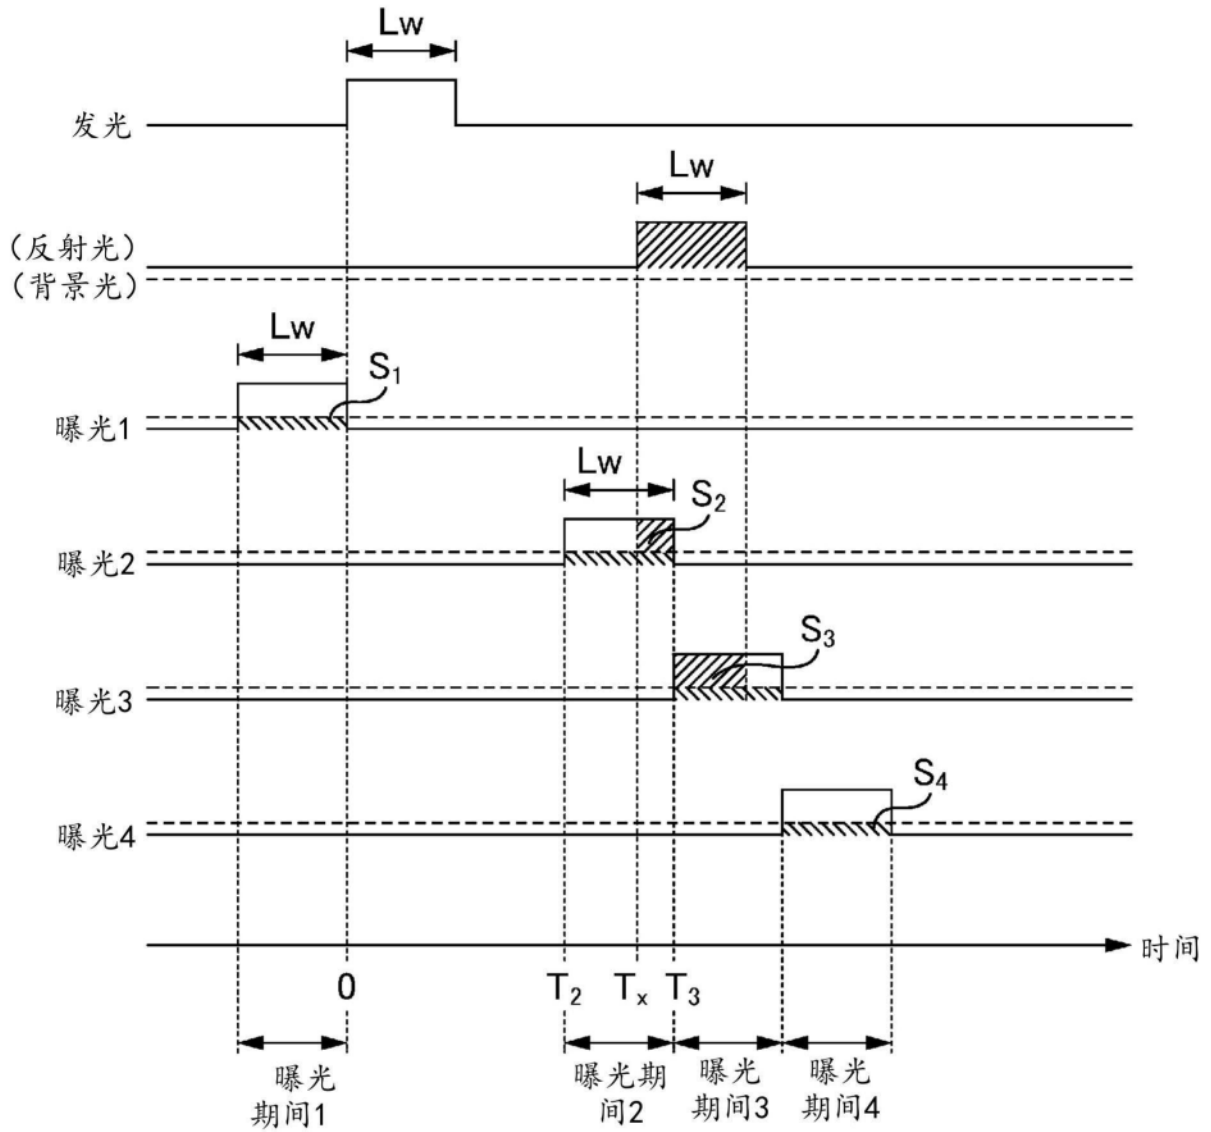 Lw
发光
Lw
(反射光)
(背景光)
Lw
S1
曝光1
Lw
S2
曝光2
S3
曝光3
S4
曝光4
时间
0 T2 Tx T3
曝光
期间1
曝光期
间2
曝光
期间3
曝光
期间4